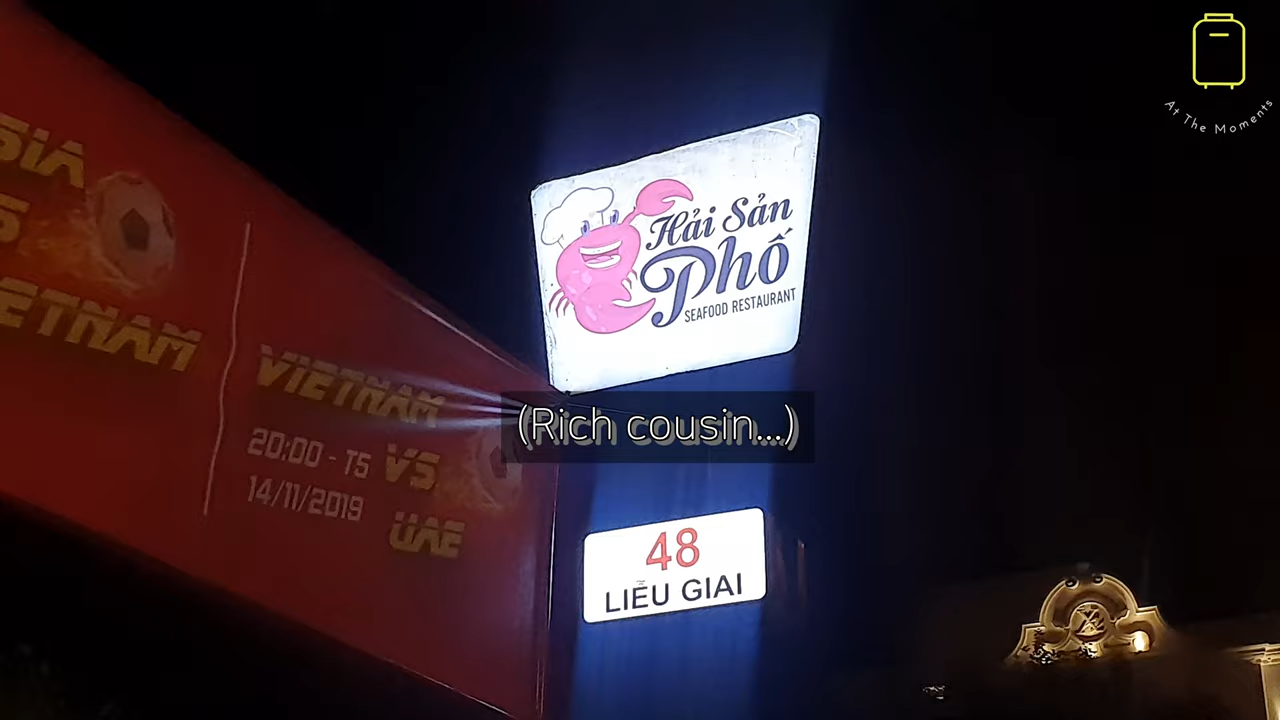 At The Moments
Hải Sản
Phố
SEAFOOD RESTAURANT
VIETNAM
20:00 - T5
VS
14/11/2019
UAE
(Rich cousin...)
48
LIỄU GIAI